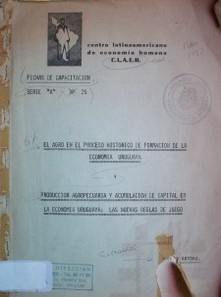 centro latinoamericano
de economía humana
C.L.A.E.H.
FICHAS DE CAPACITACION
SERIE "A" - Nº 25
EL AGRO EN EL PROCESO HISTORICO DE FORMACION DE LA
ECONOMIA URUGUAYA
Y
PRODUCCION AGROPECUARIA Y ACUMULACION DE CAPITAL EN
LA ECONOMIA URUGUAYA: LAS NUEVAS REGLAS DE JUEGO